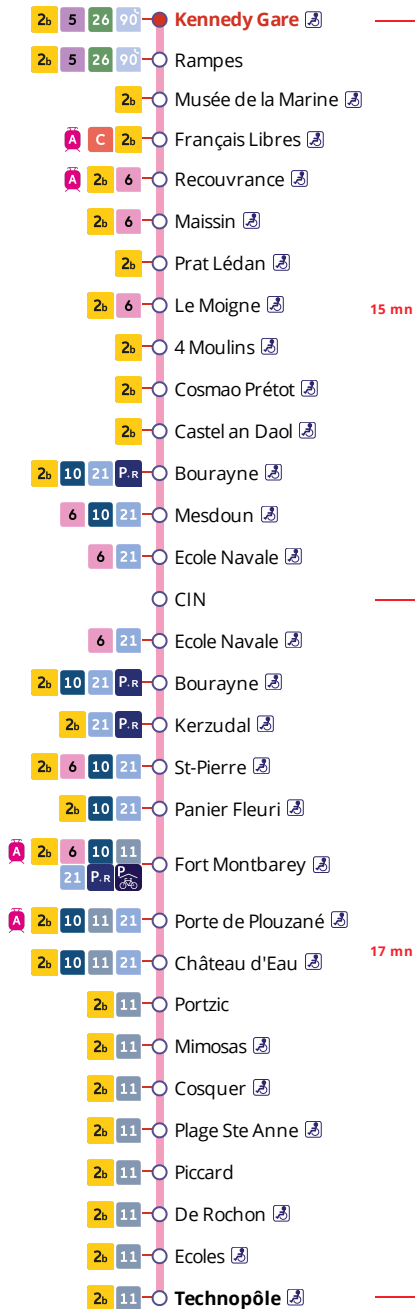 2b 5 26 90 Kennedy Gare
2b 5 26 90 Rampes
2b Musée de la Marine
A C 2b Français Libres
A 2b 6 Recouvrance
2b 6 Maissin
2b Prat Lédan
2b 6 Le Moigne 15 mn
2b 4 Moulins
2b Cosmao Prétot
2b Castel an Daol
2b 10 21 P+R Bourayne
6 10 21 Mesdoun
6 21 Ecole Navale
CIN
6 21 Ecole Navale
2b 10 21 P+R Bourayne
2b 21 P+R Kerzudal
2b 6 10 21 St-Pierre
2b 10 21 Panier Fleuri
A 2b 6 10 11
21 P+R P Fort Montbarey
A 2b 10 11 21 Porte de Plouzané
2b 10 11 21 Château d'Eau 17 mn
2b 11 Portzic
2b 11 Mimosas
2b 11 Cosquer
2b 11 Plage Ste Anne
2b 11 Piccard
2b 11 De Rochon
2b 11 Ecoles
2b 11 Technopôle